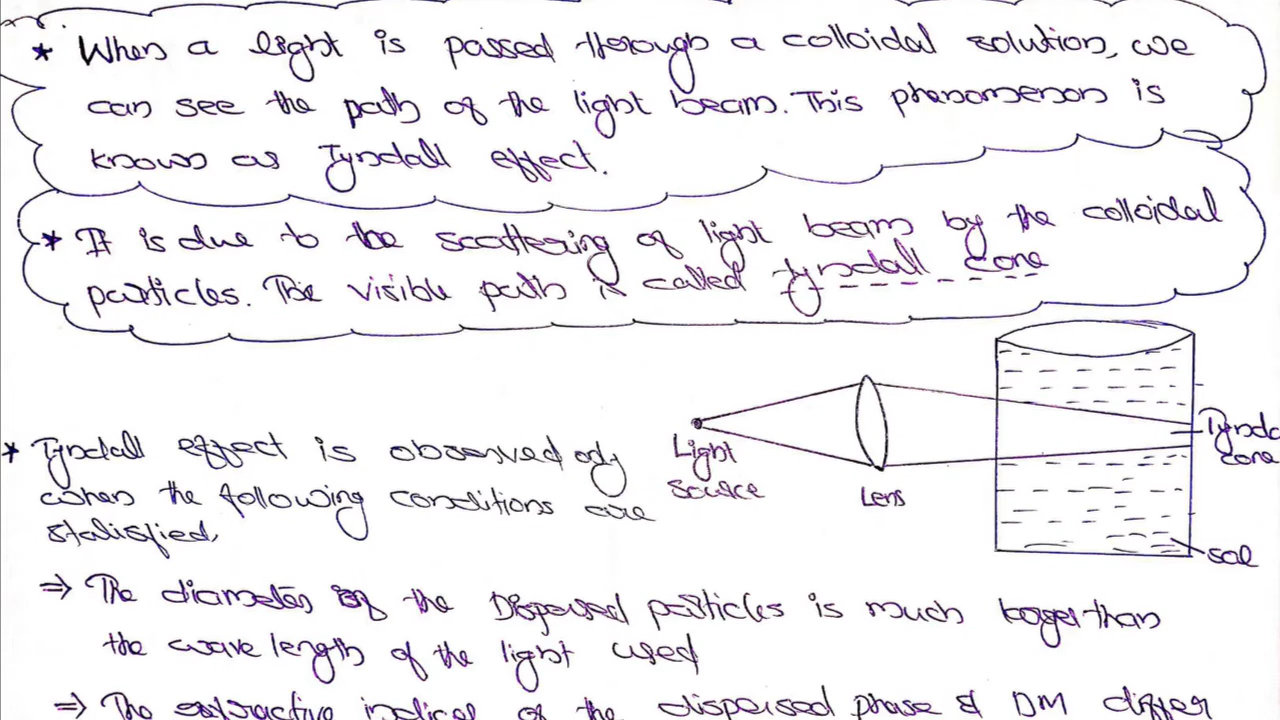 * When a light is passed through a colloidal solution, we
can see the path of the light beam. This phenomenon is
known as Tyndall effect.
* It is due to the scattering of light beam by the colloidal
particles. The visible path is called Tyndall cone
* Tyndall effect is observed only
when the following conditions are
statisfied,
Light
source
Lens
Tynda
cone
sol
⇒ The diameter of the Dispersed particles is much larger than
the wave length of the light used
⇒ The refractive indices of the dispersed phase & DM differ